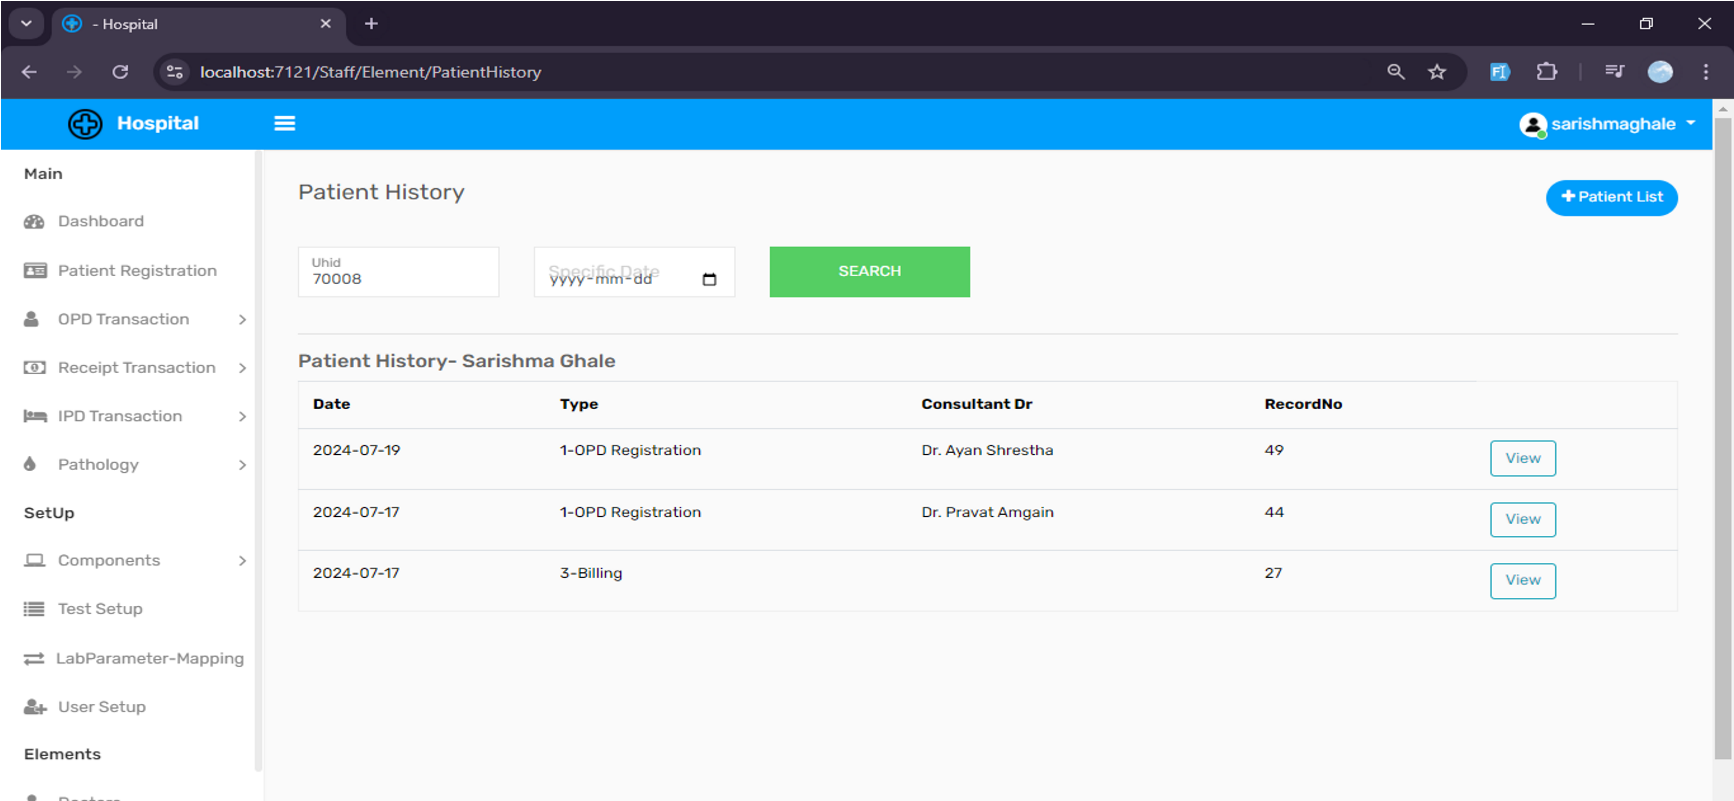 - Hospital
localhost:7121/Staff/Element/PatientHistory
Hospital
sarishmaghale
Main
Dashboard
Patient Registration
OPD Transaction
Receipt Transaction
IPD Transaction
Pathology
SetUp
Components
Test Setup
LabParameter-Mapping
User Setup
Elements
Patient History
Patient List
Uhid
70008
Specific Date
yyyy-mm-dd
SEARCH
Patient History- Sarishma Ghale
Date Type Consultant Dr RecordNo
2024-07-19 1-OPD Registration Dr. Ayan Shrestha 49 View
2024-07-17 1-OPD Registration Dr. Pravat Amgain 44 View
2024-07-17 3-Billing 27 View